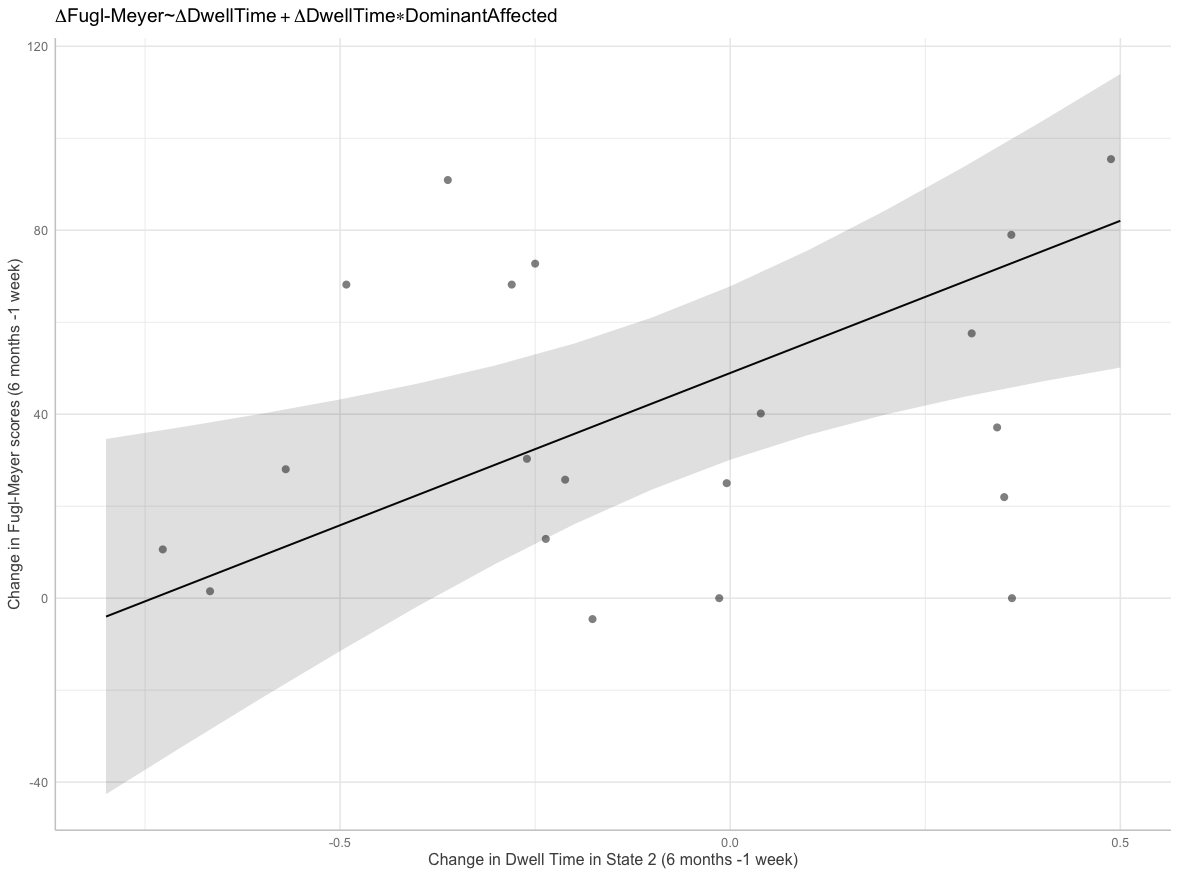 ΔFugl-Meyer~ΔDwellTime + ΔDwellTime*DominantAffected
120
80
40
0
-40
Change in Fugl-Meyer scores (6 months -1 week)
-0.5 0.0 0.5
Change in Dwell Time in State 2 (6 months -1 week)